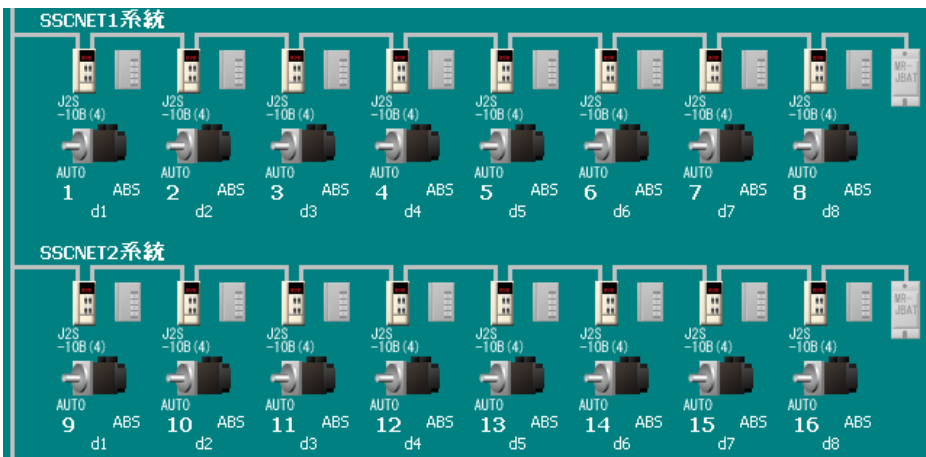 SSCNET1系統
J2S J2S J2S J2S J2S J2S J2S J2S MR-
-10B(4) -10B(4) -10B(4) -10B(4) -10B(4) -10B(4) -10B(4) -10B(4) JBAT
AUTO AUTO AUTO AUTO AUTO AUTO AUTO AUTO
1 ABS 2 ABS 3 ABS 4 ABS 5 ABS 6 ABS 7 ABS 8 ABS
d1 d2 d3 d4 d5 d6 d7 d8
SSCNET2系統
J2S J2S J2S J2S J2S J2S J2S J2S MR-
-10B(4) -10B(4) -10B(4) -10B(4) -10B(4) -10B(4) -10B(4) -10B(4) JBAT
AUTO AUTO AUTO AUTO AUTO AUTO AUTO AUTO
9 ABS 10 ABS 11 ABS 12 ABS 13 ABS 14 ABS 15 ABS 16 ABS
d1 d2 d3 d4 d5 d6 d7 d8